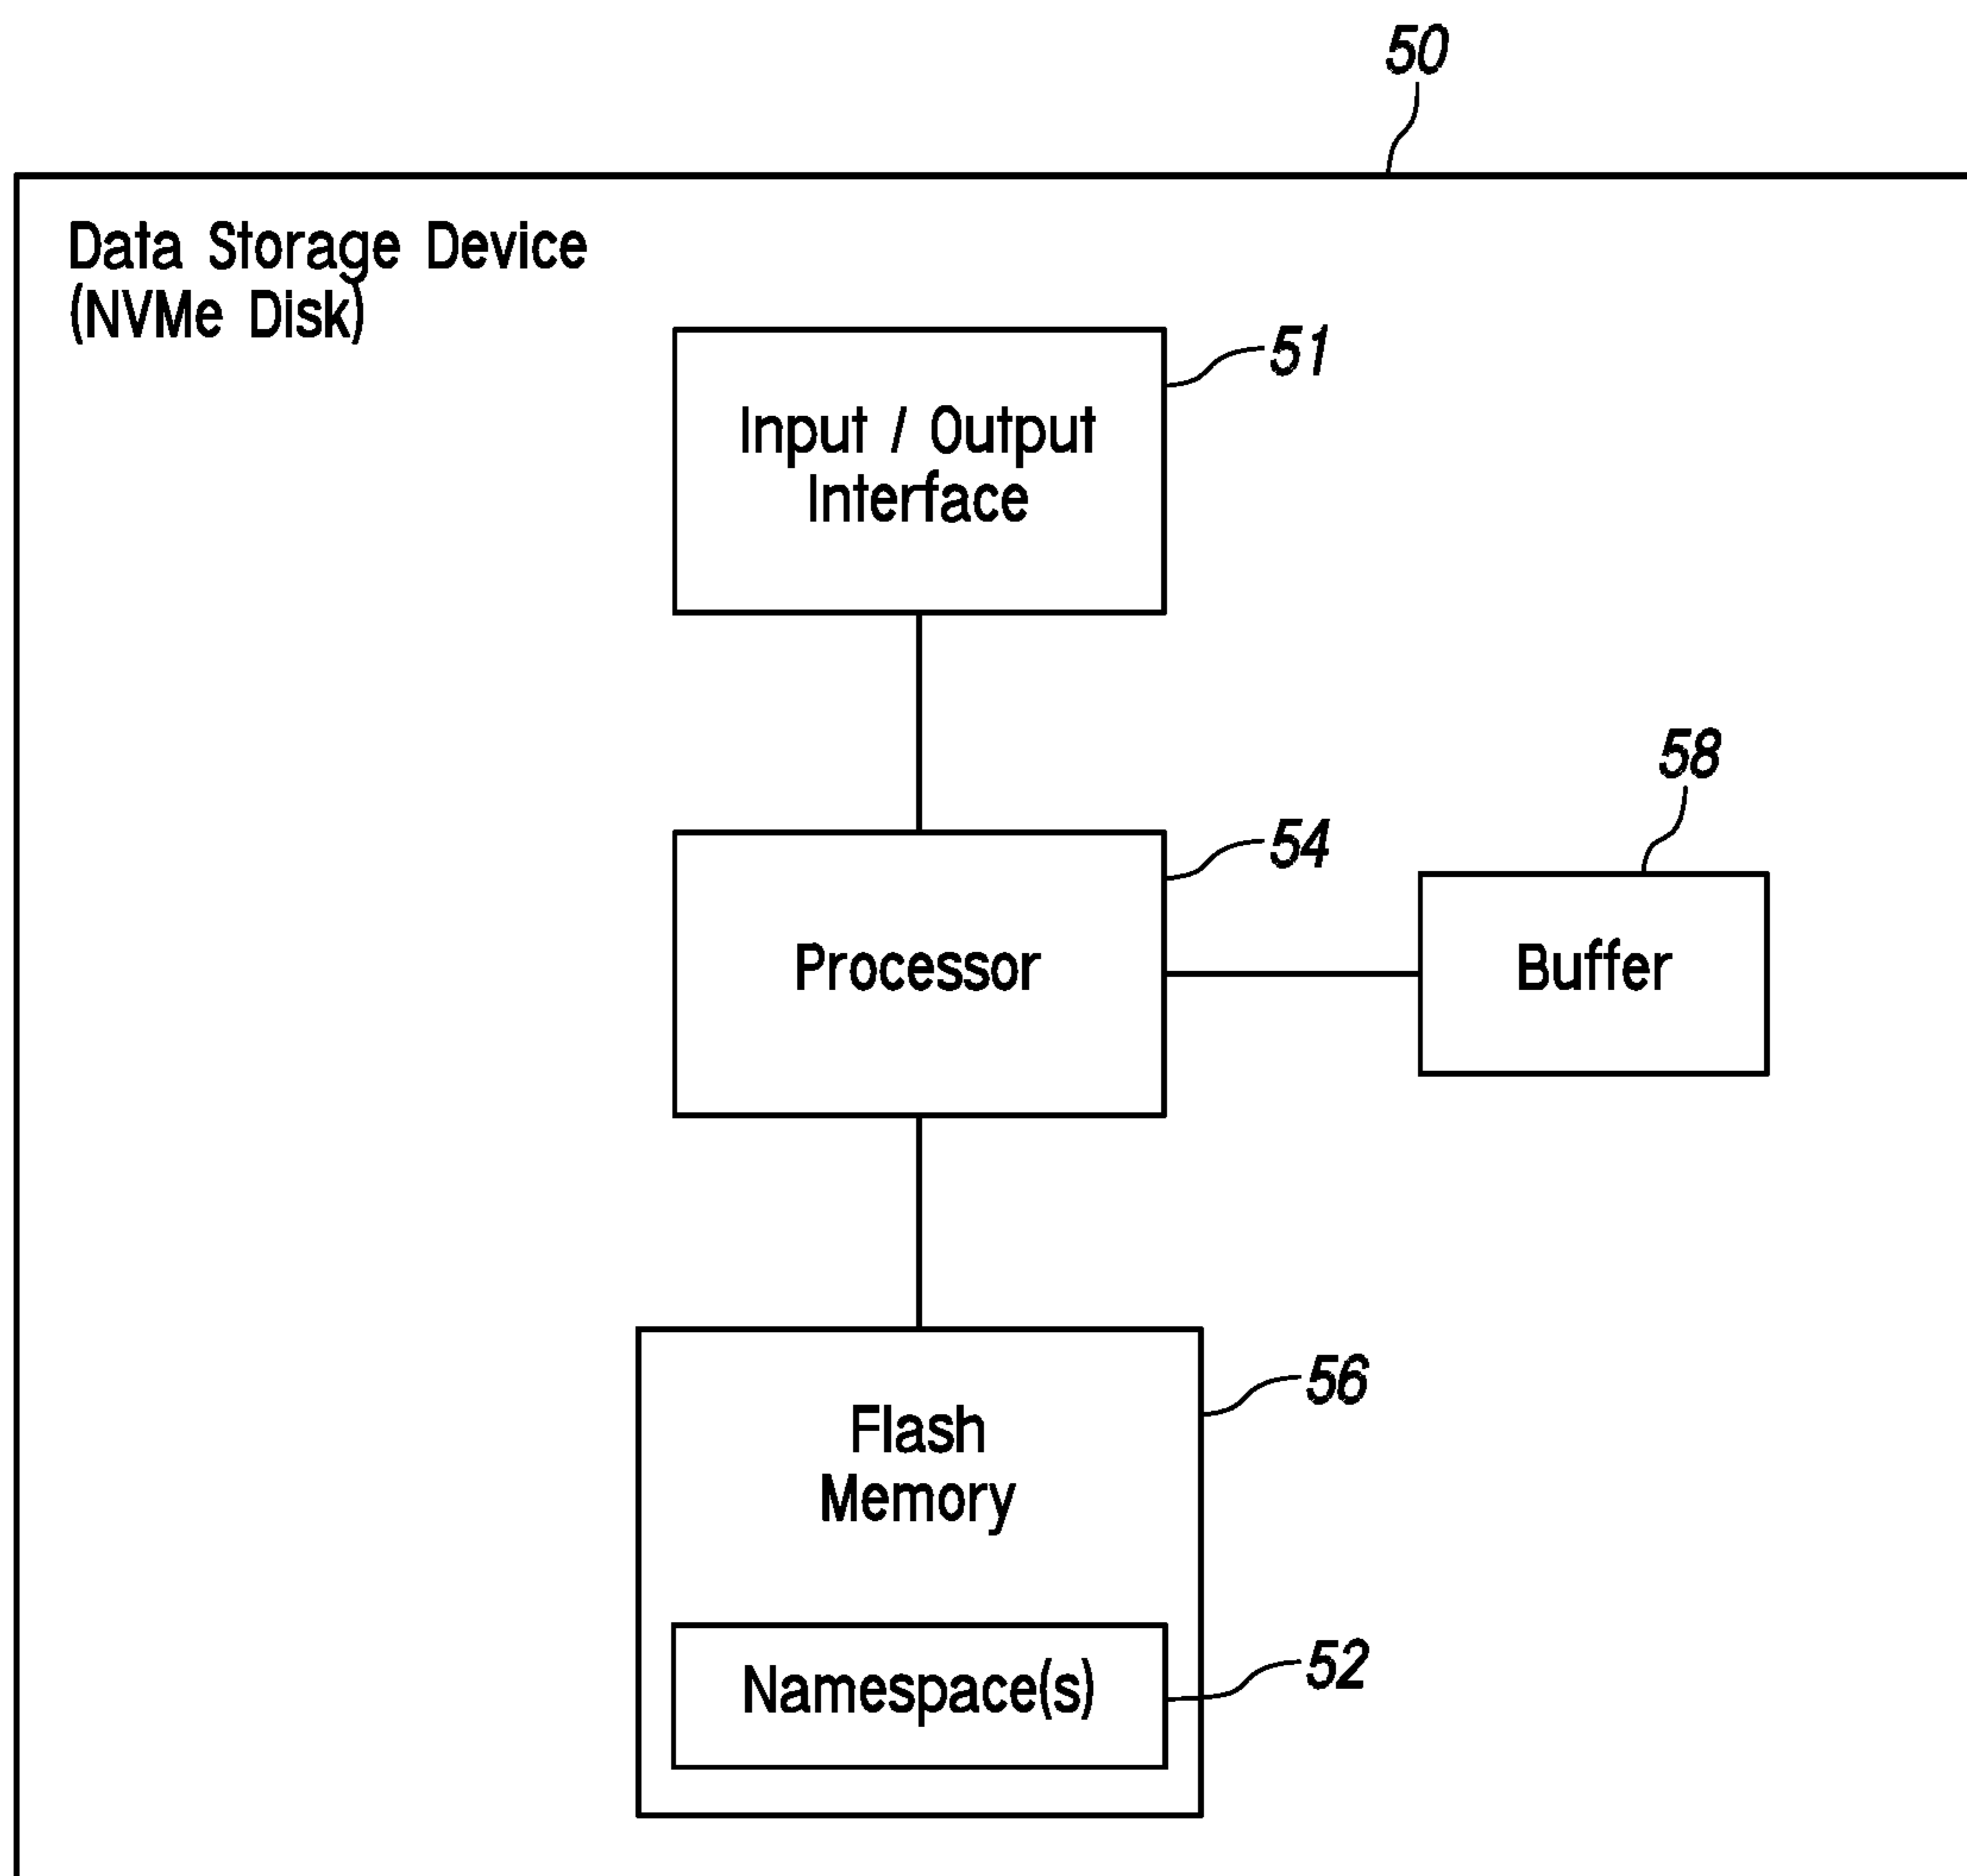 50
Data Storage Device
(NVMe Disk)
51
Input / Output
Interface
58
54
Processor
Buffer
56
Flash
Memory
52
Namespace(s)